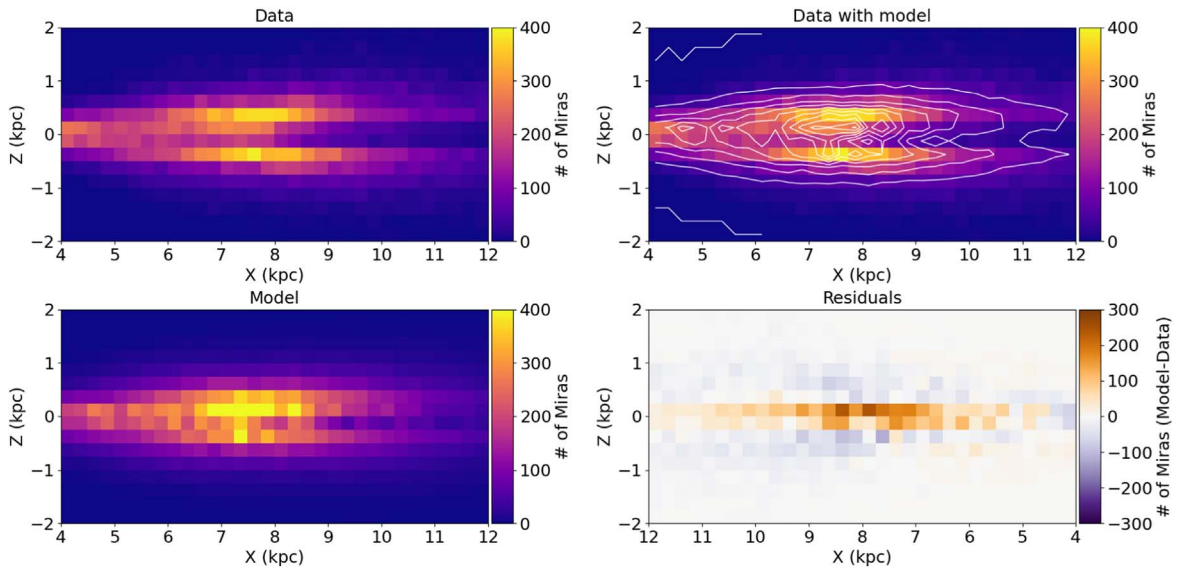 Data
2
1
0
−1
−2
Z (kpc)
4 5 6 7 8 9 10 11 12
X (kpc)
400
300
200
100
0
# of Miras
Data with model
2
1
0
−1
−2
Z (kpc)
4 5 6 7 8 9 10 11 12
X (kpc)
400
300
200
100
0
# of Miras
Model
2
1
0
−1
−2
Z (kpc)
4 5 6 7 8 9 10 11 12
X (kpc)
400
300
200
100
0
# of Miras
Residuals
2
1
0
−1
−2
Z (kpc)
12 11 10 9 8 7 6 5 4
X (kpc)
300
200
100
0
−100
−200
−300
# of Miras (Model-Data)